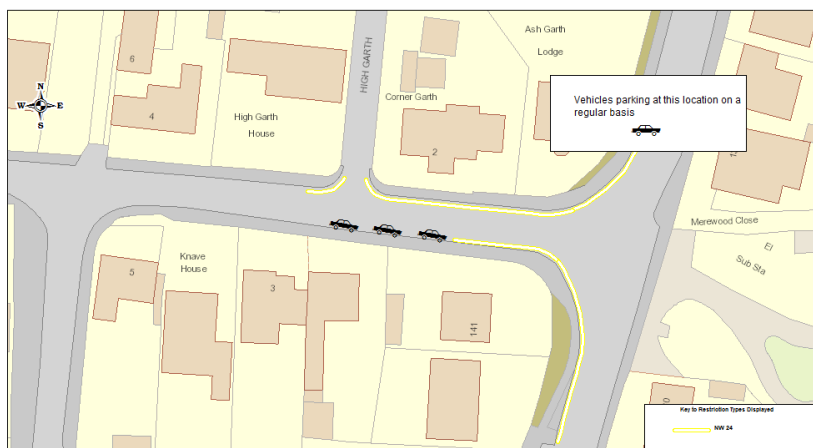 Ash Garth
Lodge
N
W E
S
6
HIGH GARTH
Vehicles parking at this location on a
regular basis
4
High Garth
House
Corner Garth
2
Merewood Close
El
Sub Sta
Knave
House
5
3
141
Key to Restriction Types Displayed
NW 24